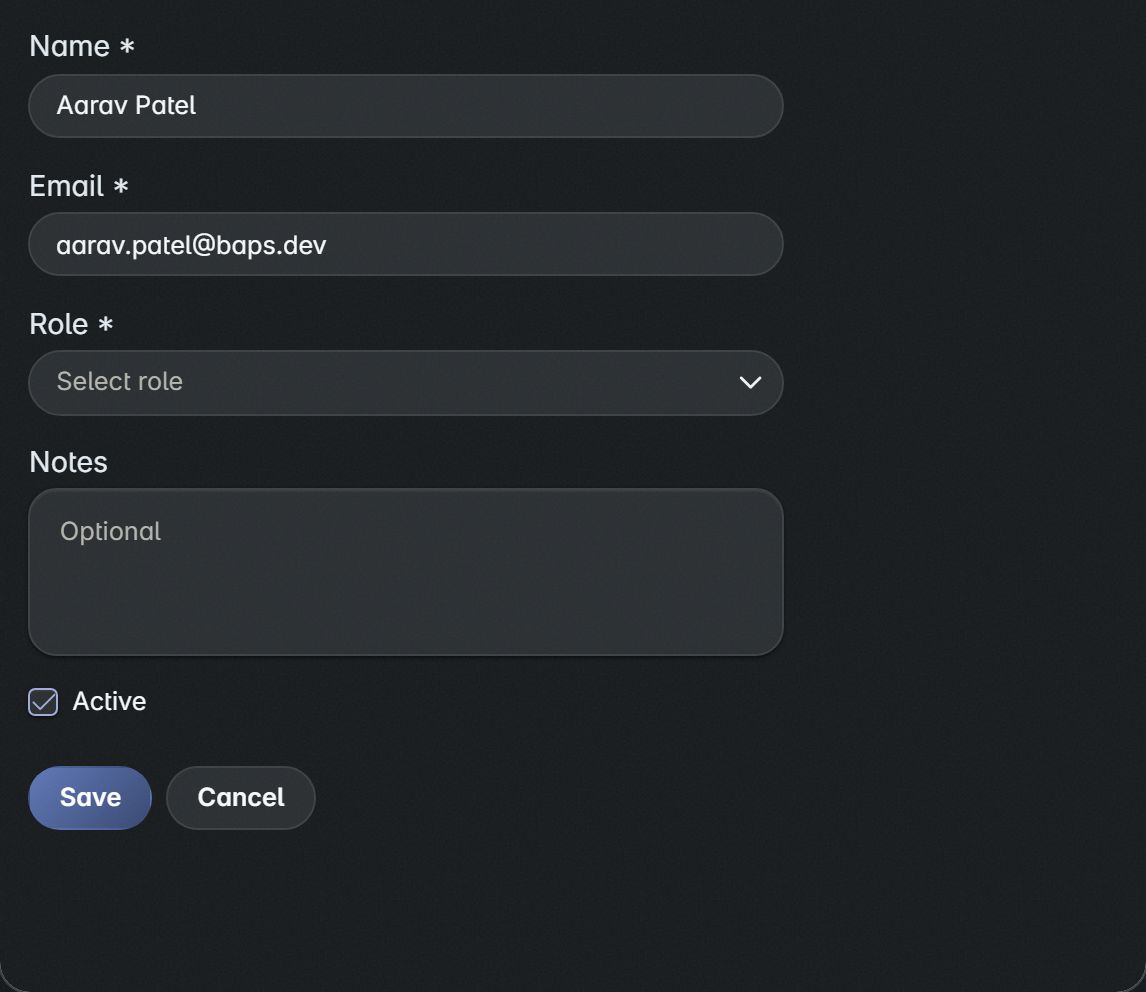 Name *
Aarav Patel
Email *
aarav.patel@baps.dev
Role *
Select role
Notes
Optional
Active
Save Cancel